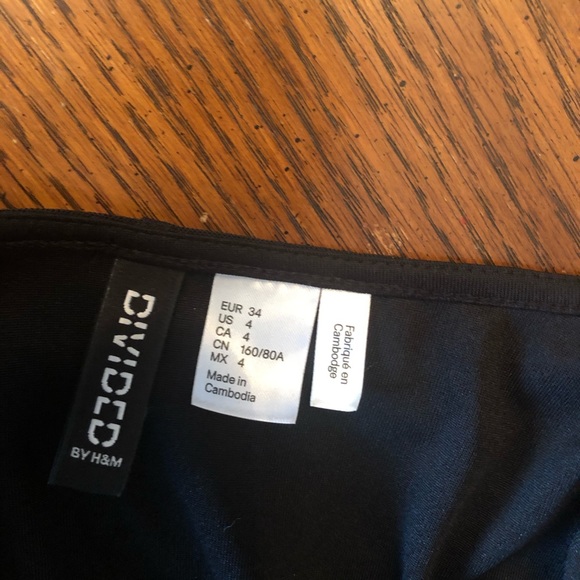 DIVIDED
BY H&M
EUR 34
US 4
CA 4
CN 160/80A
MX 4
Made in
Cambodia
Fabriqué en
Cambodge